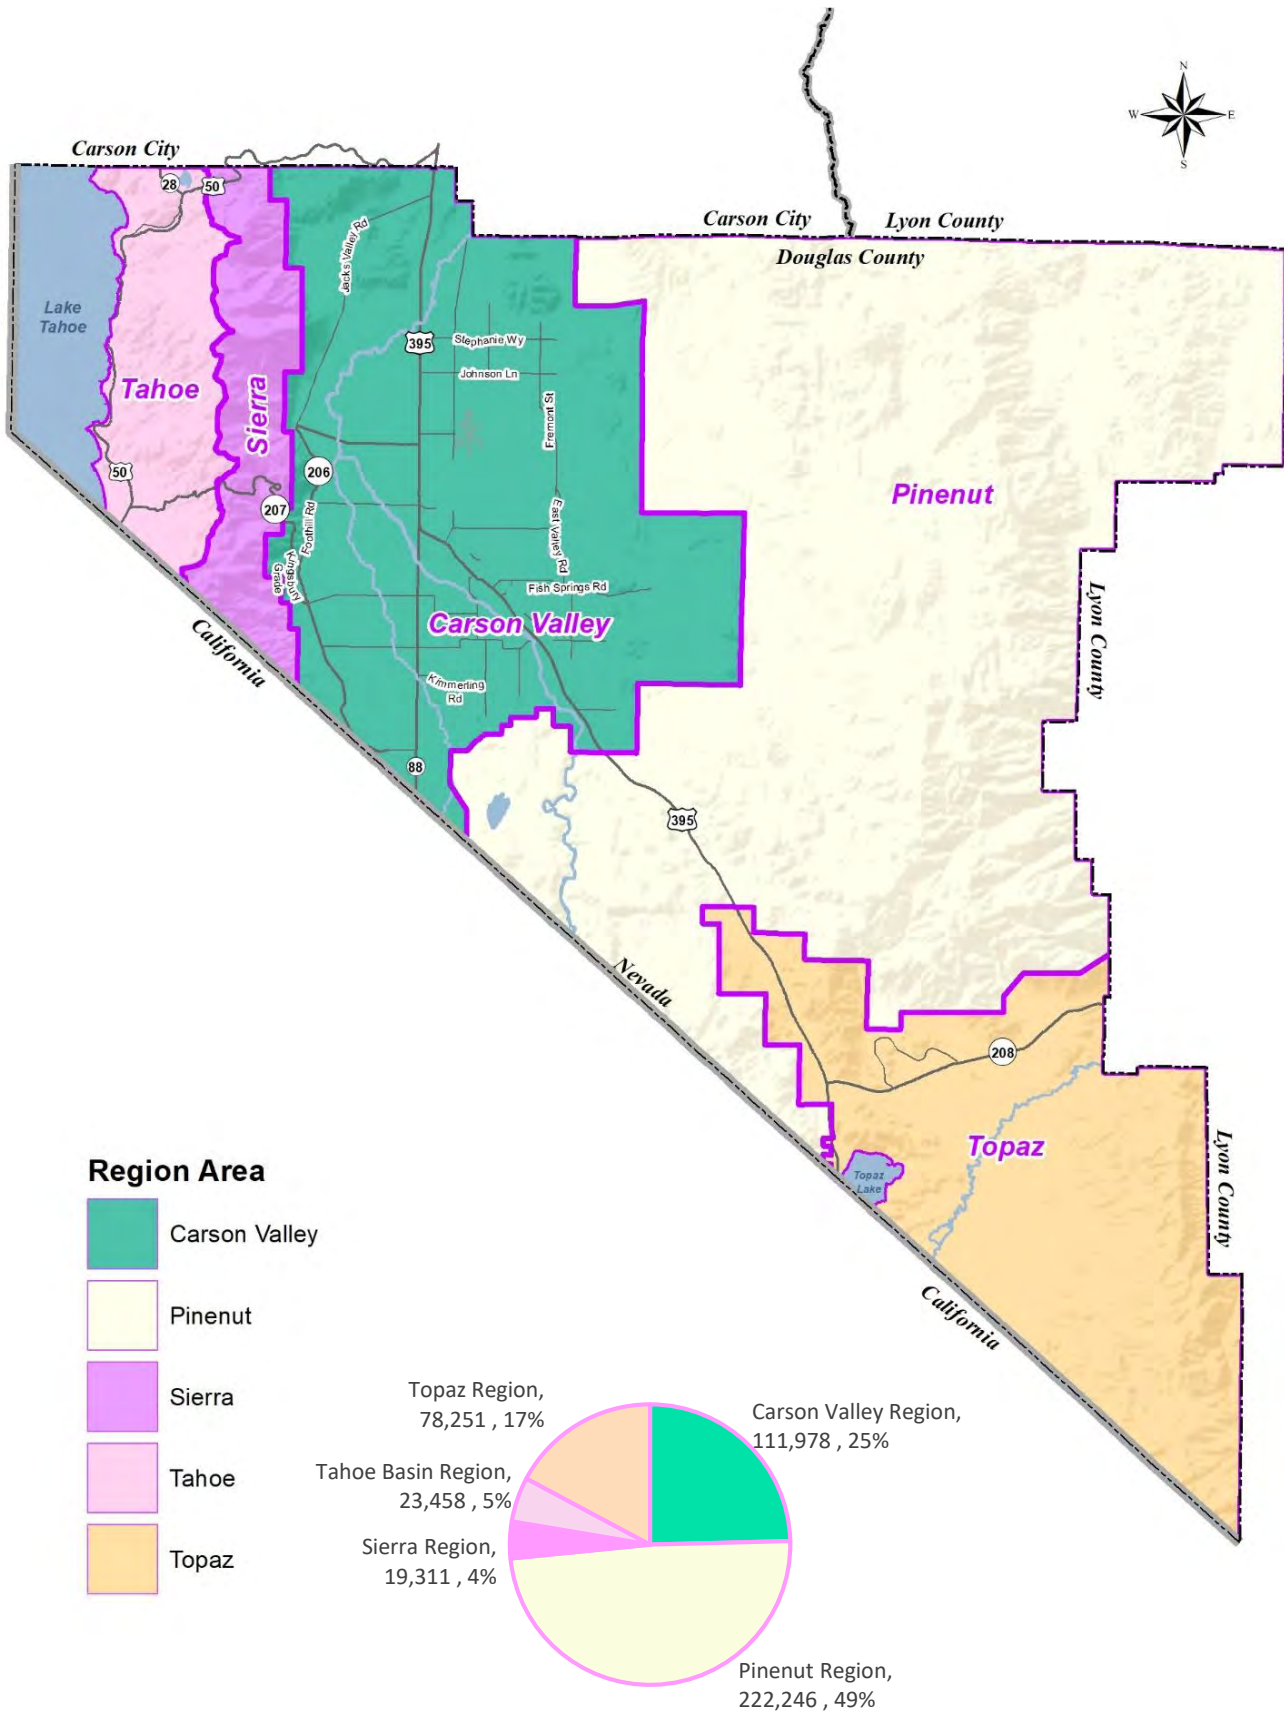 N
W
E
S
Carson City
28
50
Carson City
Lyon County
Douglas County
Jacks Valley Rd
Lake
Tahoe
395
Stephanie Wy
Johnson Ln
Tahoe
Sierra
Fremont St
50
206
207
Foothill Rd
Pinenut
East Valley Rd
Kingsbury
Grade
Fish Springs Rd
Carson Valley
California
Lyon County
Kimmerling
Rd
88
395
Nevada
208
Topaz
Topaz
Lake
Lyon County
California
Region Area
Carson Valley
Pinenut
Sierra
Tahoe
Topaz
Topaz Region,
78,251 , 17%
Carson Valley Region,
111,978 , 25%
Tahoe Basin Region,
23,458 , 5%
Sierra Region,
19,311 , 4%
Pinenut Region,
222,246 , 49%